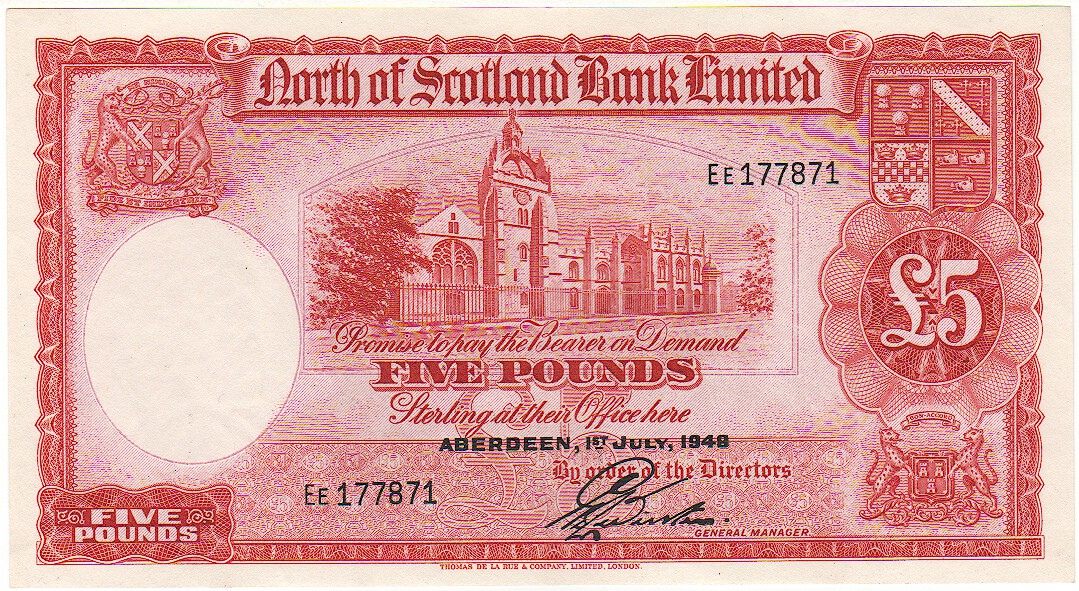 North of Scotland Bank Limited
EE 177871
£5
Promise to pay the Bearer on Demand
FIVE POUNDS
Sterling at their Office here
ABERDEEN, 1ST JULY, 1948
By order of the Directors
BON-ACCORD
EE 177871
GENERAL MANAGER
FIVE
POUNDS
THOMAS DE LA RUE & COMPANY, LIMITED, LONDON.